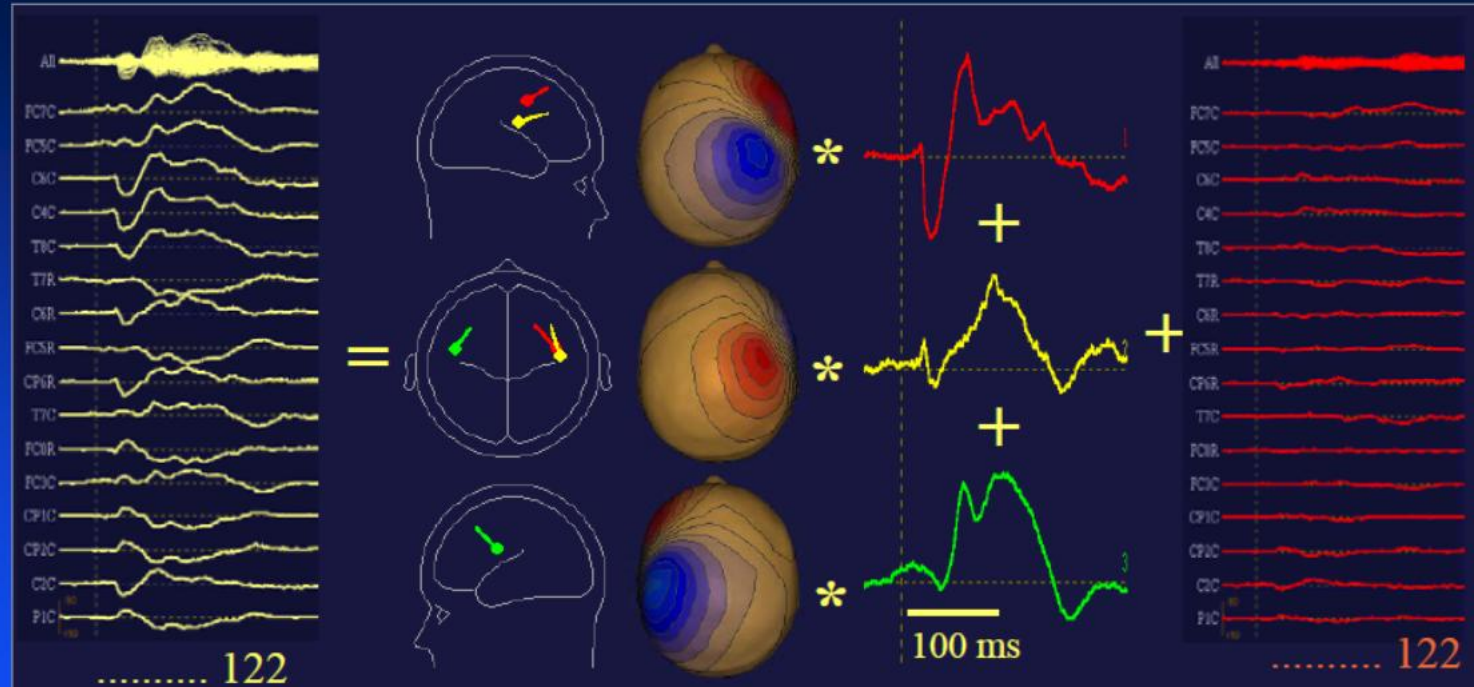 All
FC7C
FC5C
C6C
C4C
T8C
T7R
C6R
FC5R
CP6R
T7C
FC0R
FC3C
CP1C
CP2C
C2C
P1C
.......... 122
=
*
1
+
*
2
+
*
3
100 ms
+
All
FC7C
FC5C
C6C
C4C
T8C
T7R
C6R
FC5R
CP6R
T7C
FC0R
FC3C
CP1C
CP2C
C2C
P1C
.......... 122